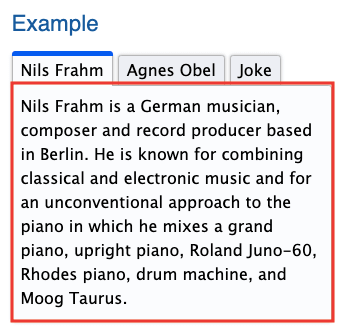 Example
Nils Frahm Agnes Obel Joke
Nils Frahm is a German musician,
composer and record producer based
in Berlin. He is known for combining
classical and electronic music and for
an unconventional approach to the
piano in which he mixes a grand
piano, upright piano, Roland Juno-60,
Rhodes piano, drum machine, and
Moog Taurus.